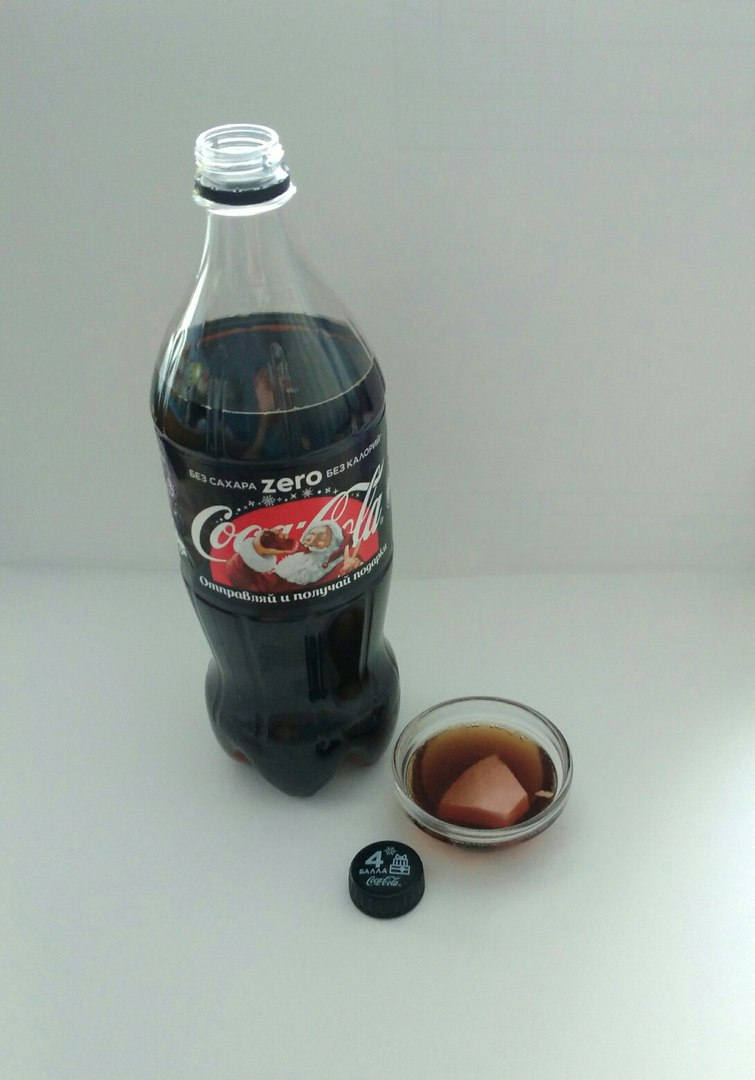 БЕЗ САХАРА zero БЕЗ КАЛОРИЙ
Coca-Cola
Отправляй и получай подарки
4
БАЛЛА
Coca-Cola